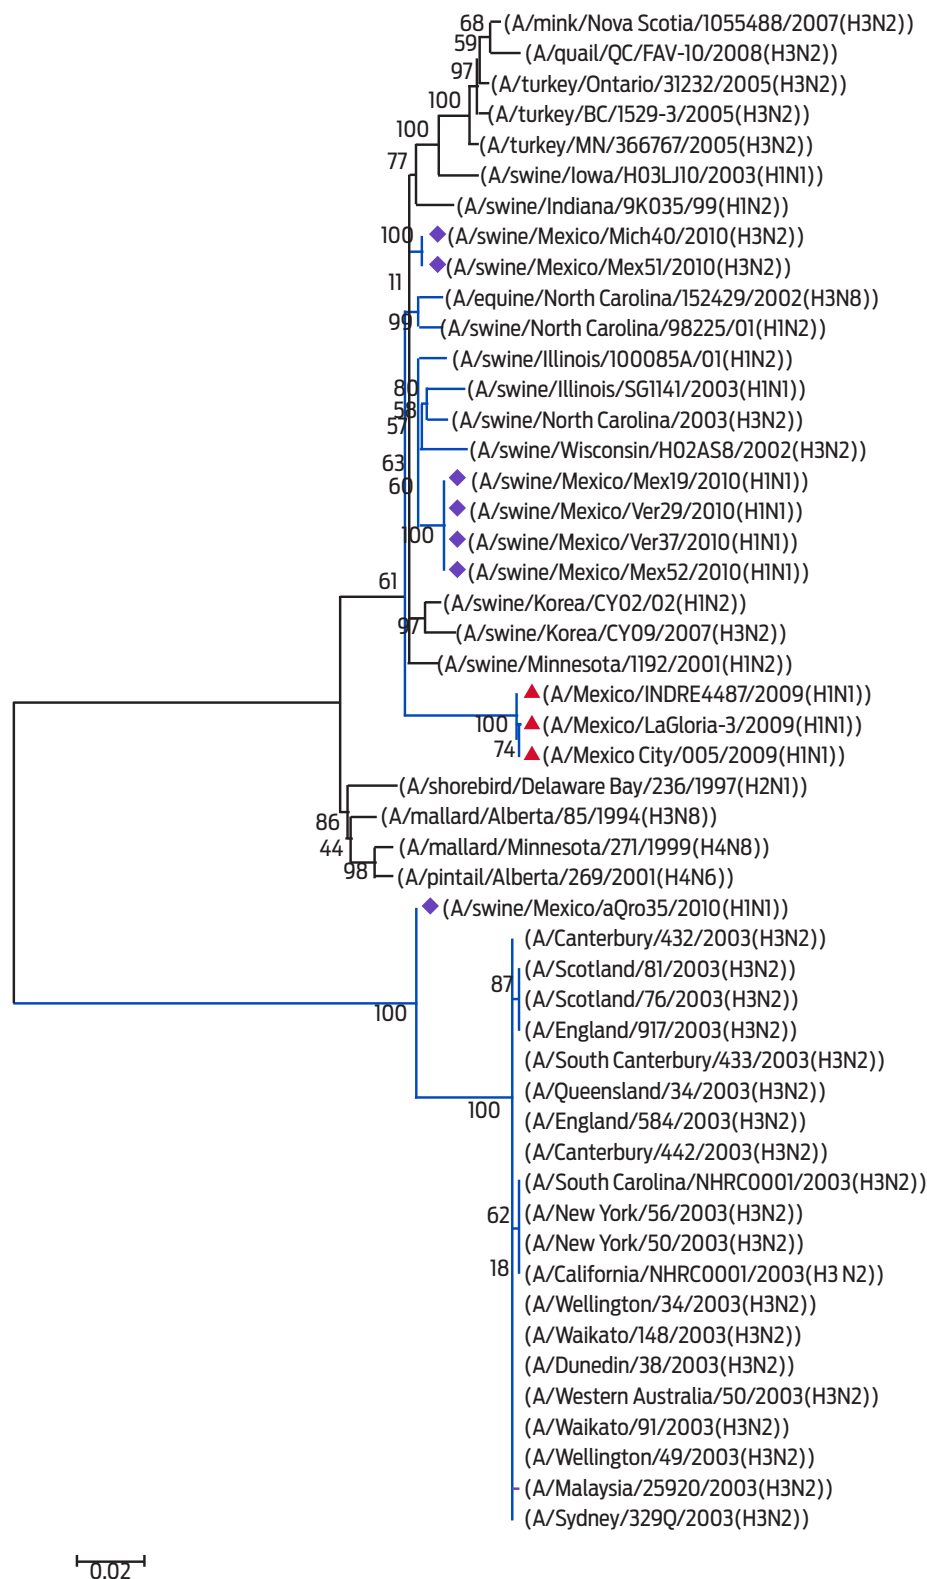 68 (A/mink/Nova Scotia/1055488/2007(H3N2))
59
(A/quail/QC/FAV-10/2008(H3N2))
97
(A/turkey/Ontario/31232/2005(H3N2))
100
(A/turkey/BC/1529-3/2005(H3N2))
100
(A/turkey/MN/366767/2005(H3N2))
77
(A/swine/Iowa/H03LJ10/2003(H1N1))
(A/swine/Indiana/9K035/99(H1N2))
100 (A/swine/Mexico/Mich40/2010(H3N2))
(A/swine/Mexico/Mex51/2010(H3N2))
11
(A/equine/North Carolina/152429/2002(H3N8))
99
(A/swine/North Carolina/98225/01(H1N2))
(A/swine/Illinois/100085A/01(H1N2))
80 (A/swine/Illinois/SG1141/2003(H1N1))
58
(A/swine/North Carolina/2003(H3N2))
57
(A/swine/Wisconsin/H02AS8/2002(H3N2))
63
(A/swine/Mexico/Mex19/2010(H1N1))
60
(A/swine/Mexico/Ver29/2010(H1N1))
100
(A/swine/Mexico/Ver37/2010(H1N1))
(A/swine/Mexico/Mex52/2010(H1N1))
61
(A/swine/Korea/CY02/02(H1N2))
97
(A/swine/Korea/CY09/2007(H3N2))
(A/swine/Minnesota/1192/2001(H1N2))
(A/Mexico/INDRE4487/2009(H1N1))
100 (A/Mexico/LaGloria-3/2009(H1N1))
74 (A/Mexico City/005/2009(H1N1))
(A/shorebird/Delaware Bay/236/1997(H2N1))
86
(A/mallard/Alberta/85/1994(H3N8))
44 (A/mallard/Minnesota/271/1999(H4N8))
98
(A/pintail/Alberta/269/2001(H4N6))
(A/swine/Mexico/aQro35/2010(H1N1))
(A/Canterbury/432/2003(H3N2))
(A/Scotland/81/2003(H3N2))
87
(A/Scotland/76/2003(H3N2))
100
(A/England/917/2003(H3N2))
(A/South Canterbury/433/2003(H3N2))
(A/Queensland/34/2003(H3N2))
100
(A/England/584/2003(H3N2))
(A/Canterbury/442/2003(H3N2))
(A/South Carolina/NHRC0001/2003(H3N2))
62 (A/New York/56/2003(H3N2))
(A/New York/50/2003(H3N2))
18 (A/California/NHRC0001/2003(H3 N2))
(A/Wellington/34/2003(H3N2))
(A/Waikato/148/2003(H3N2))
(A/Dunedin/38/2003(H3N2))
(A/Western Australia/50/2003(H3N2))
(A/Waikato/91/2003(H3N2))
(A/Wellington/49/2003(H3N2))
(A/Malaysia/25920/2003(H3N2))
(A/Sydney/329Q/2003(H3N2))
0.02